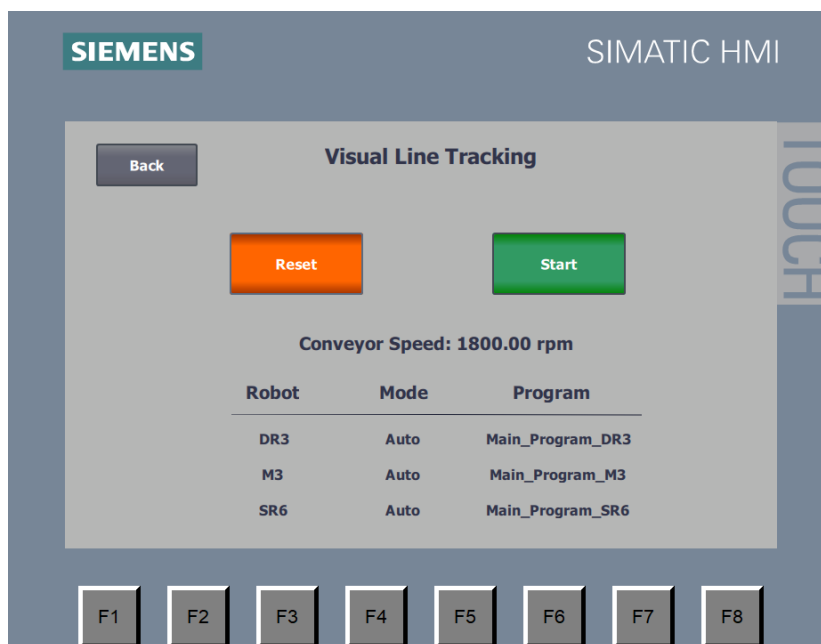 SIEMENS
SIMATIC HMI
TOUCH
Back
Visual Line Tracking
Reset
Start
Conveyor Speed: 1800.00 rpm
Robot Mode Program
DR3 Auto Main_Program_DR3
M3 Auto Main_Program_M3
SR6 Auto Main_Program_SR6
F1 F2 F3 F4 F5 F6 F7 F8